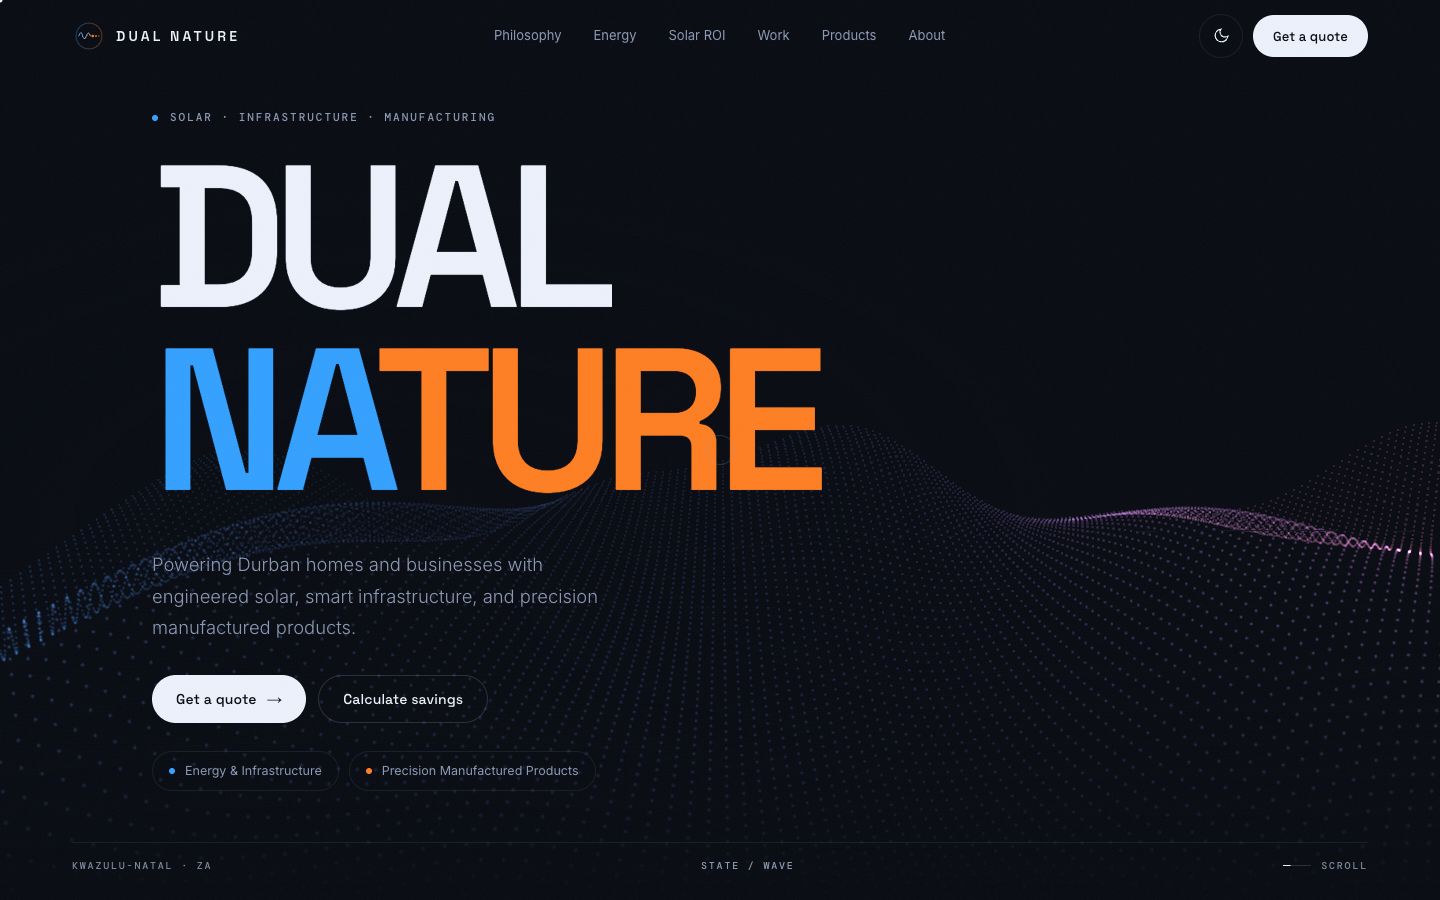 DUAL NATURE
Philosophy
Energy
Solar ROI
Work
Products
About
Get a quote
SOLAR · INFRASTRUCTURE · MANUFACTURING
DUAL
NATURE
Powering Durban homes and businesses with
engineered solar, smart infrastructure, and precision
manufactured products.
Get a quote →
Calculate savings
Energy & Infrastructure
Precision Manufactured Products
KWAZULU-NATAL · ZA
STATE / WAVE
SCROLL